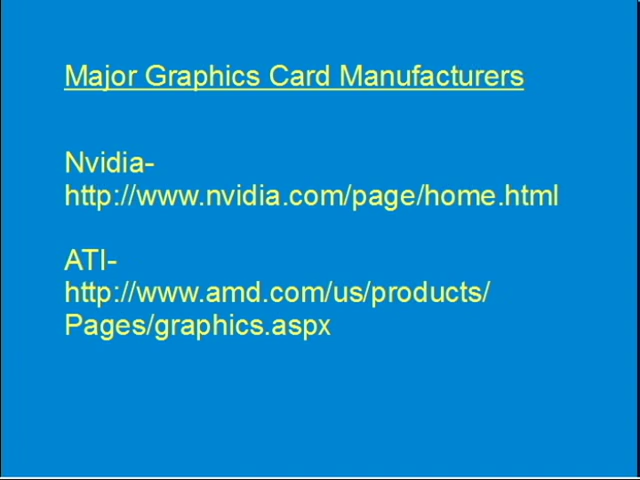 Major Graphics Card Manufacturers
Nvidia-
http://www.nvidia.com/page/home.html
ATI-
http://www.amd.com/us/products/
Pages/graphics.aspx